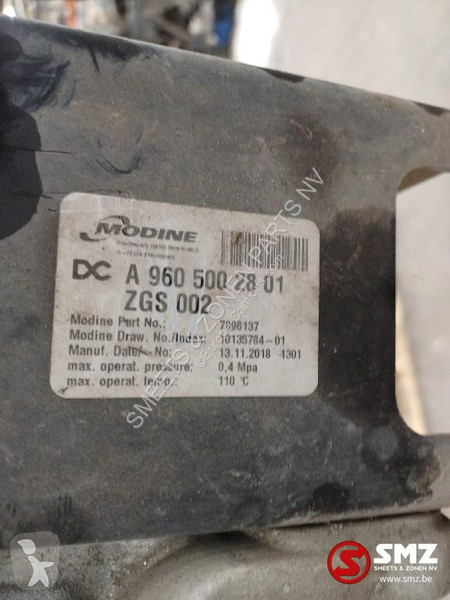 MODINE
DC A 960 500 28 01
ZGS 002
Modine Part No.: 7896137
Modine Draw. No./Index: 10135784-01
Manuf. Date/- No: 13.11.2018 4301
max. operat. pressure: 0,4 Mpa
max. operat. temp.: 110 °C
SMEETS & ZONEN PARTS NV
SMZ
SMEETS & ZONEN NV
www.smz.be